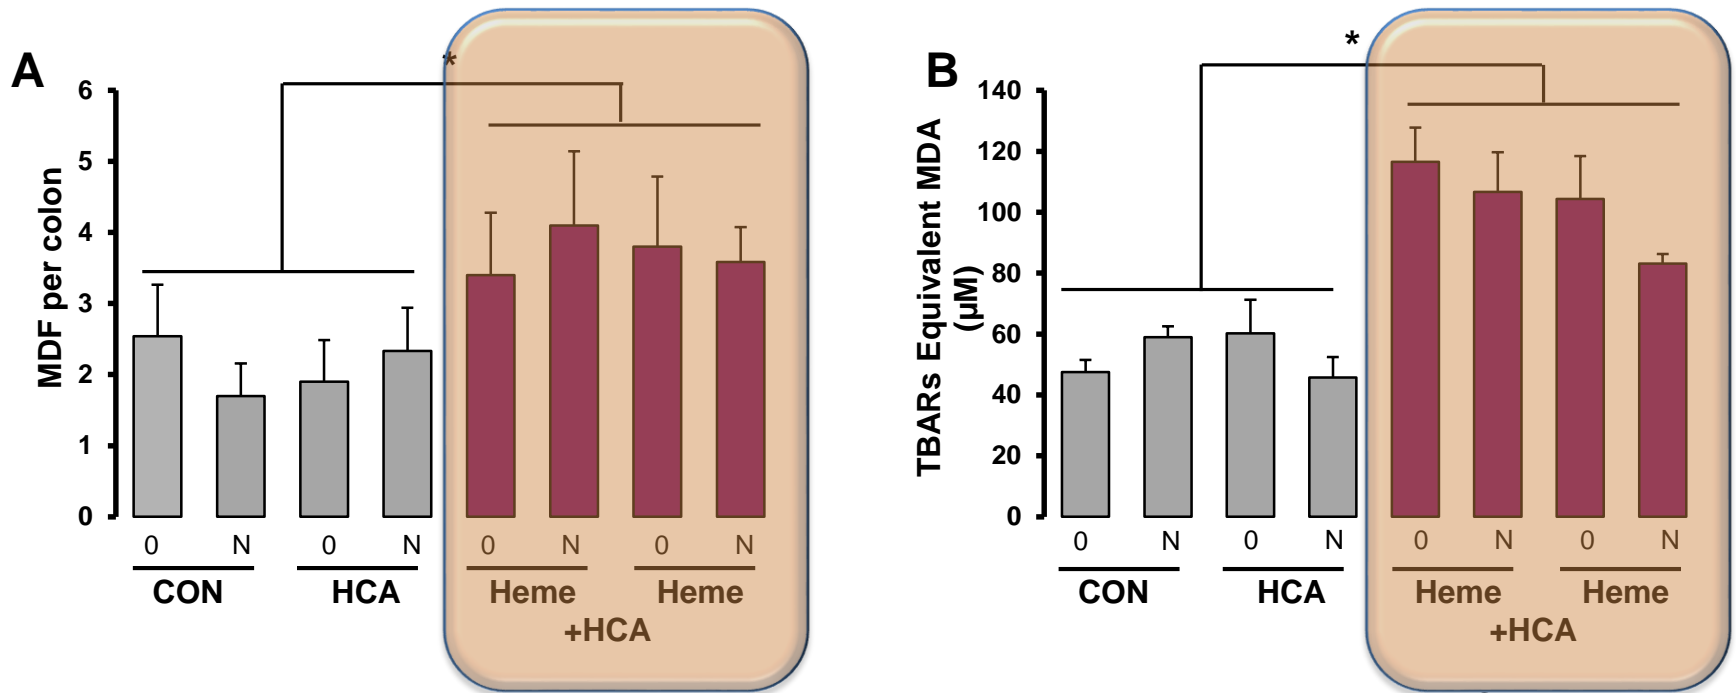 A
*
MDF per colon
6
5
4
3
2
1
0
0 N 0 N 0 N 0 N
CON HCA Heme Heme
+HCA
B
*
TBARs Equivalent MDA
(µM)
140
120
100
80
60
40
20
0
0 N 0 N 0 N 0 N
CON HCA Heme Heme
+HCA